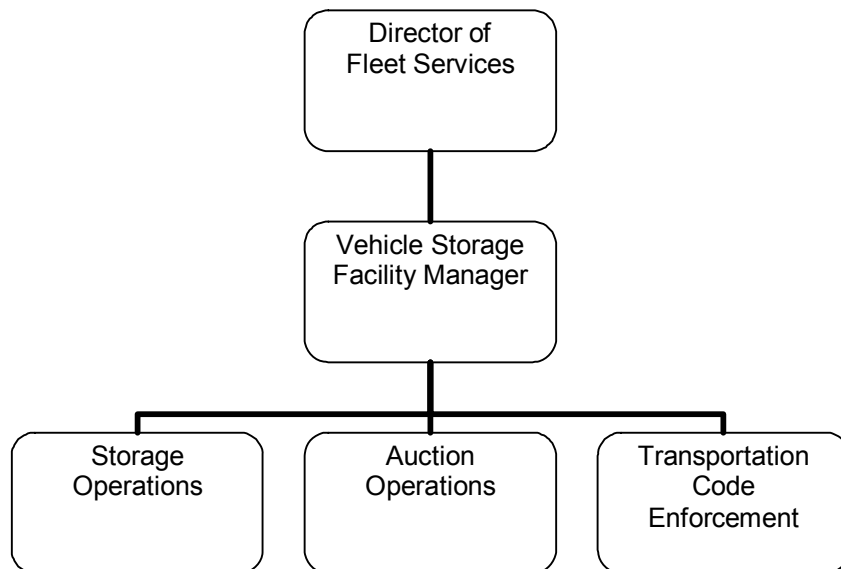 Director of
Fleet Services
Vehicle Storage
Facility Manager
Storage
Operations
Auction
Operations
Transportation
Code
Enforcement